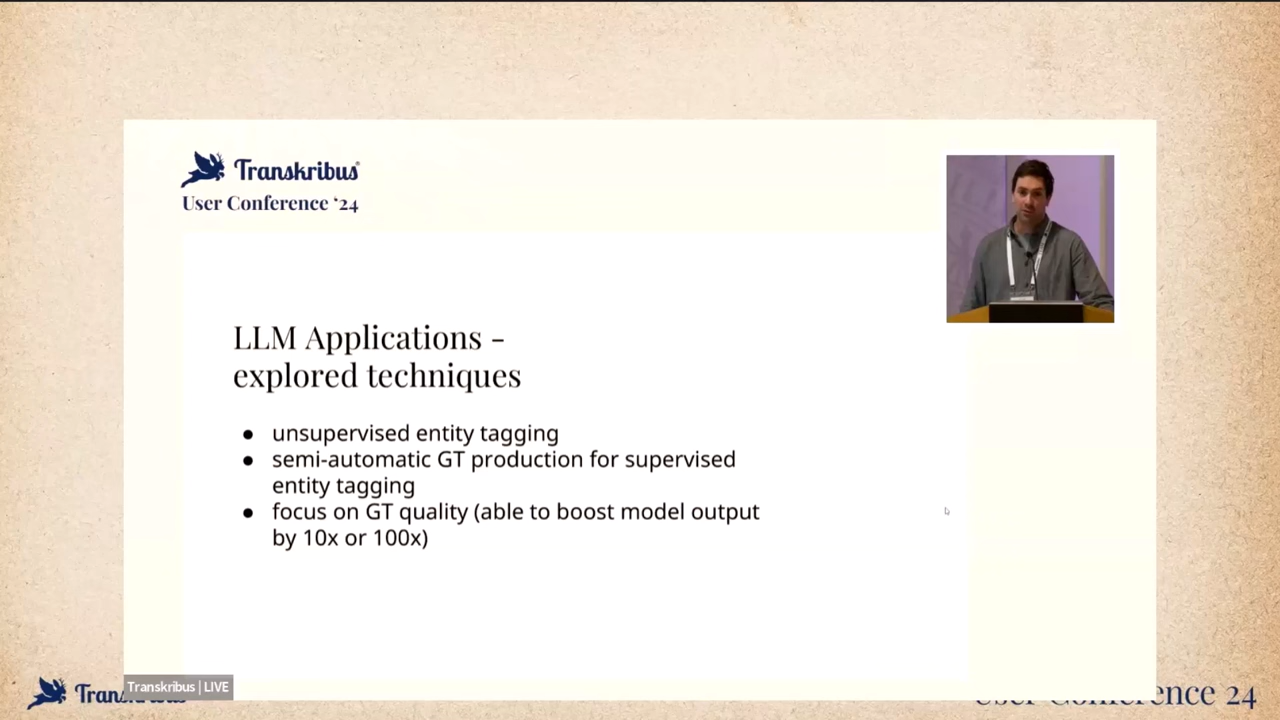 Transkribus
User Conference ‘24
LLM Applications -
explored techniques
● unsupervised entity tagging
● semi-automatic GT production for supervised
entity tagging
● focus on GT quality (able to boost model output
by 10x or 100x)
Transkribus | LIVE
Transkribus
User Conference 24